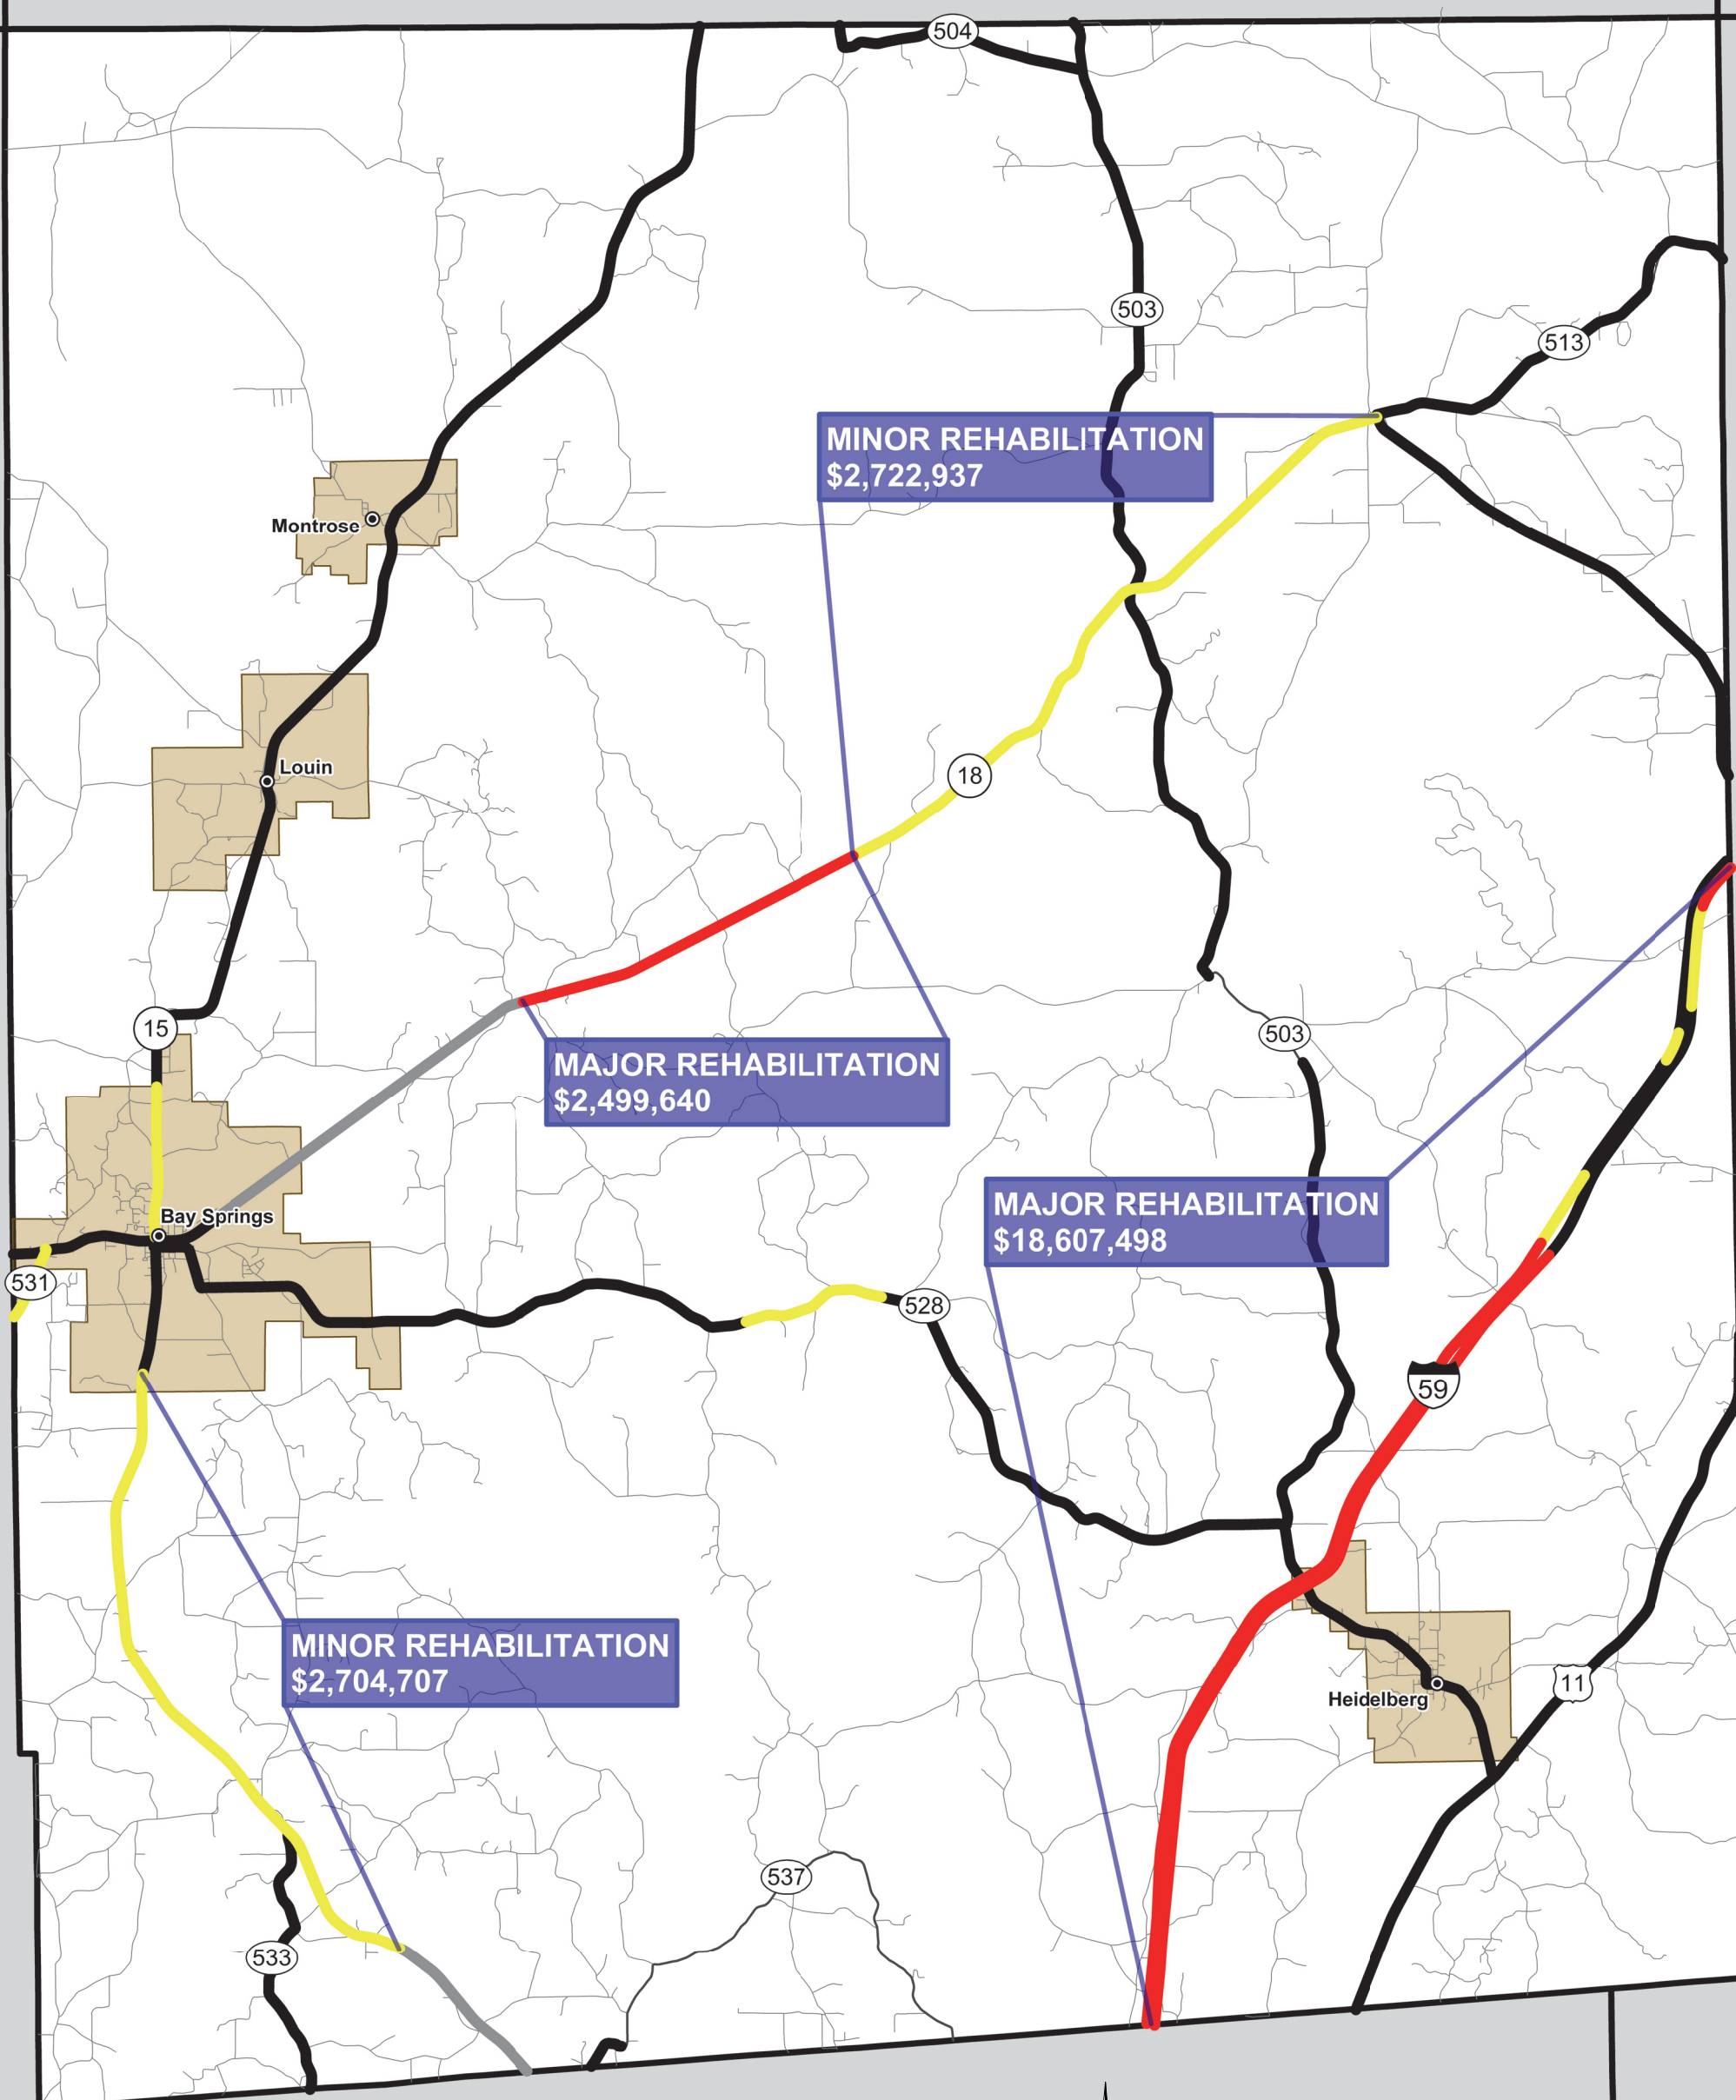 504
503
513
MINOR REHABILITATION
$2,722,937
Montrose
Louin
18
15
503
MAJOR REHABILITATION
$2,499,640
MAJOR REHABILITATION
$18,607,498
Bay Springs
531
528
59
MINOR REHABILITATION
$2,704,707
11
Heidelberg
537
533